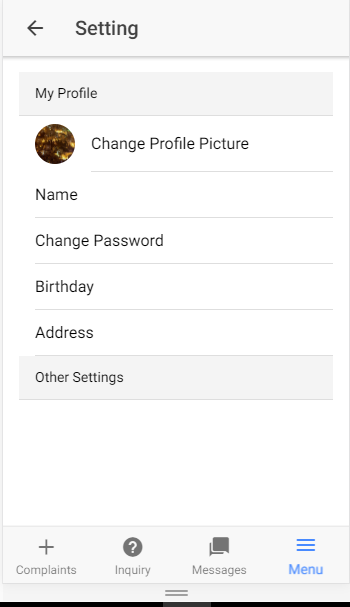 Setting
My Profile
Change Profile Picture
Name
Change Password
Birthday
Address
Other Settings
Complaints
Inquiry
Messages
Menu